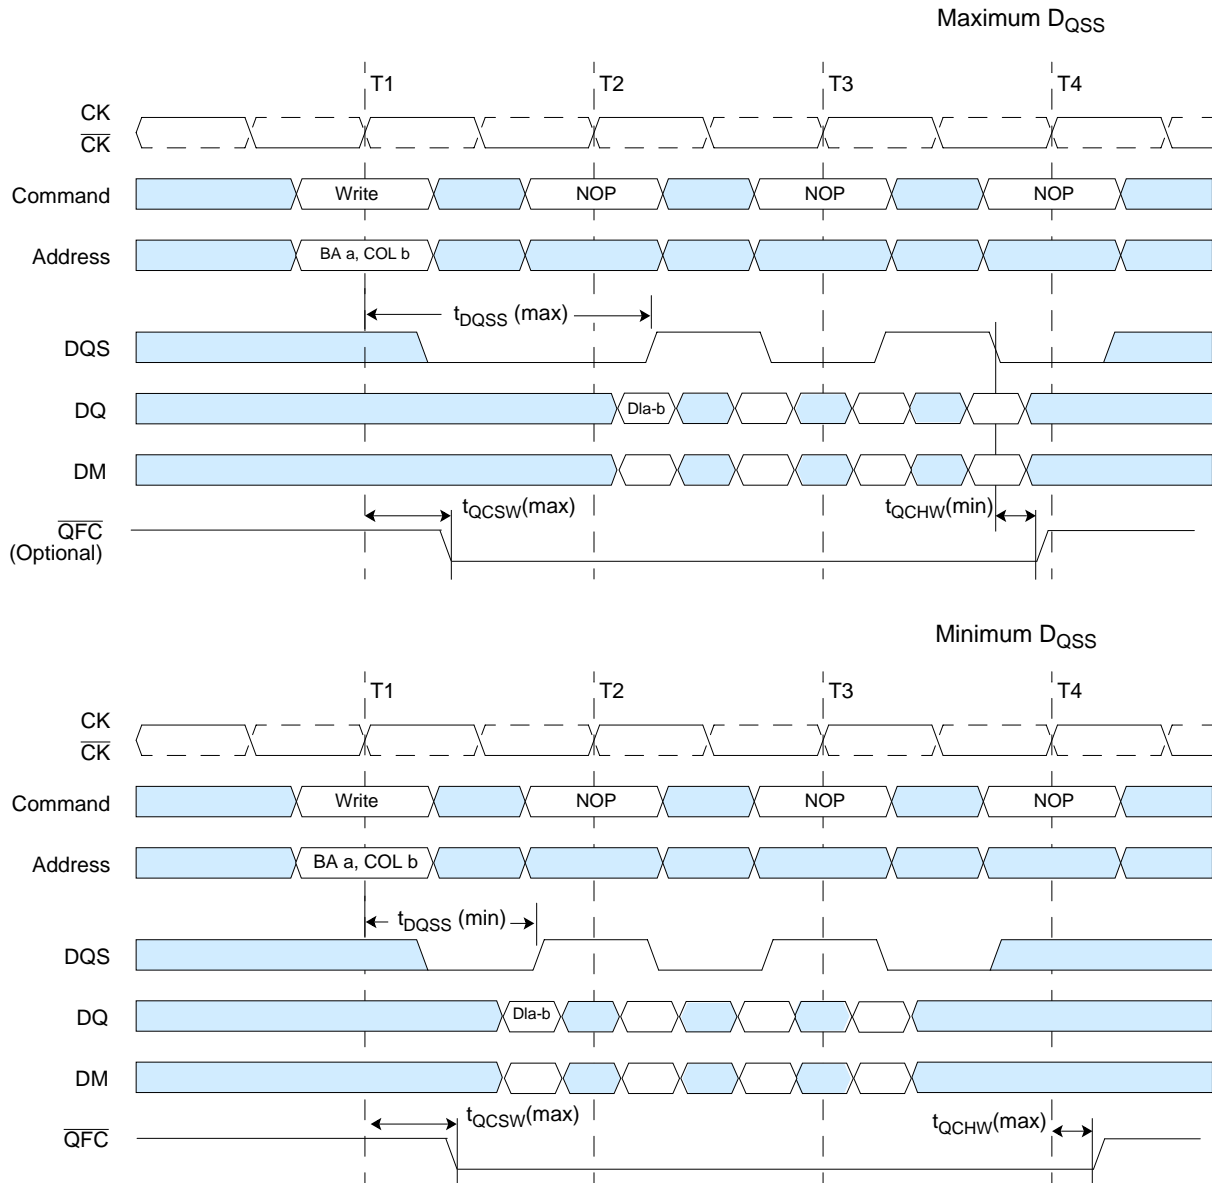 Maximum DQSS
T1 T2 T3 T4
CK
CK
Command Write NOP NOP NOP
Address BA a, COL b
tDQSS (max)
DQS
DQ DIa-b
DM
tQCSW(max) tQCHW(min)
QFC
(Optional)
Minimum DQSS
T1 T2 T3 T4
CK
CK
Command Write NOP NOP NOP
Address BA a, COL b
tDQSS (min)
DQS
DQ DIa-b
DM
tQCSW(max) tQCHW(max)
QFC